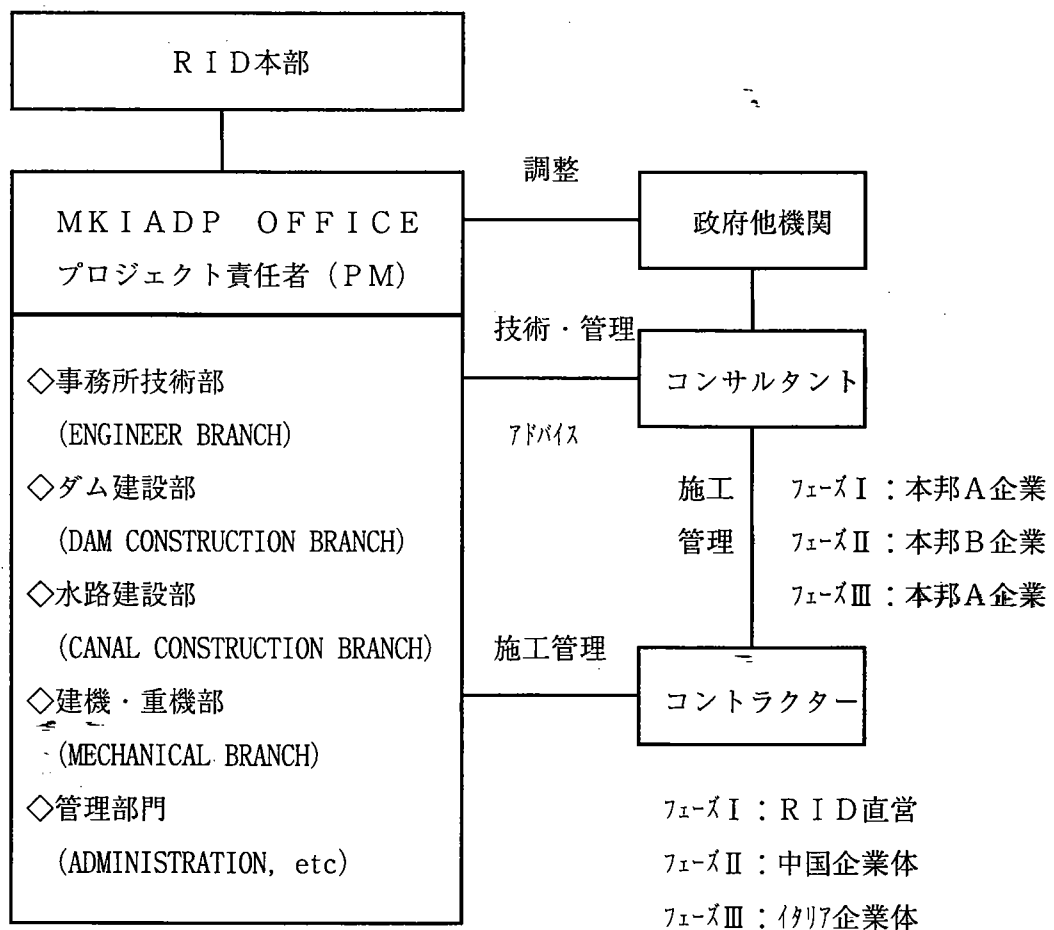 ＲＩＤ本部
ＭＫＩＡＤＰ　ＯＦＦＩＣＥ
プロジェクト責任者（ＰＭ）
◇事務所技術部
(ENGINEER BRANCH)
◇ダム建設部
(DAM CONSTRUCTION BRANCH)
◇水路建設部
(CANAL CONSTRUCTION BRANCH)
◇建機・重機部
(MECHANICAL BRANCH)
◇管理部門
(ADMINISTRATION, etc)
調整
政府他機関
技術・管理
アドバイス
コンサルタント
施工
管理
フェーズⅠ：本邦Ａ企業
フェーズⅡ：本邦Ｂ企業
フェーズⅢ：本邦Ａ企業
施工管理
コントラクター
フェーズⅠ：ＲＩＤ直営
フェーズⅡ：中国企業体
フェーズⅢ：イタリア企業体